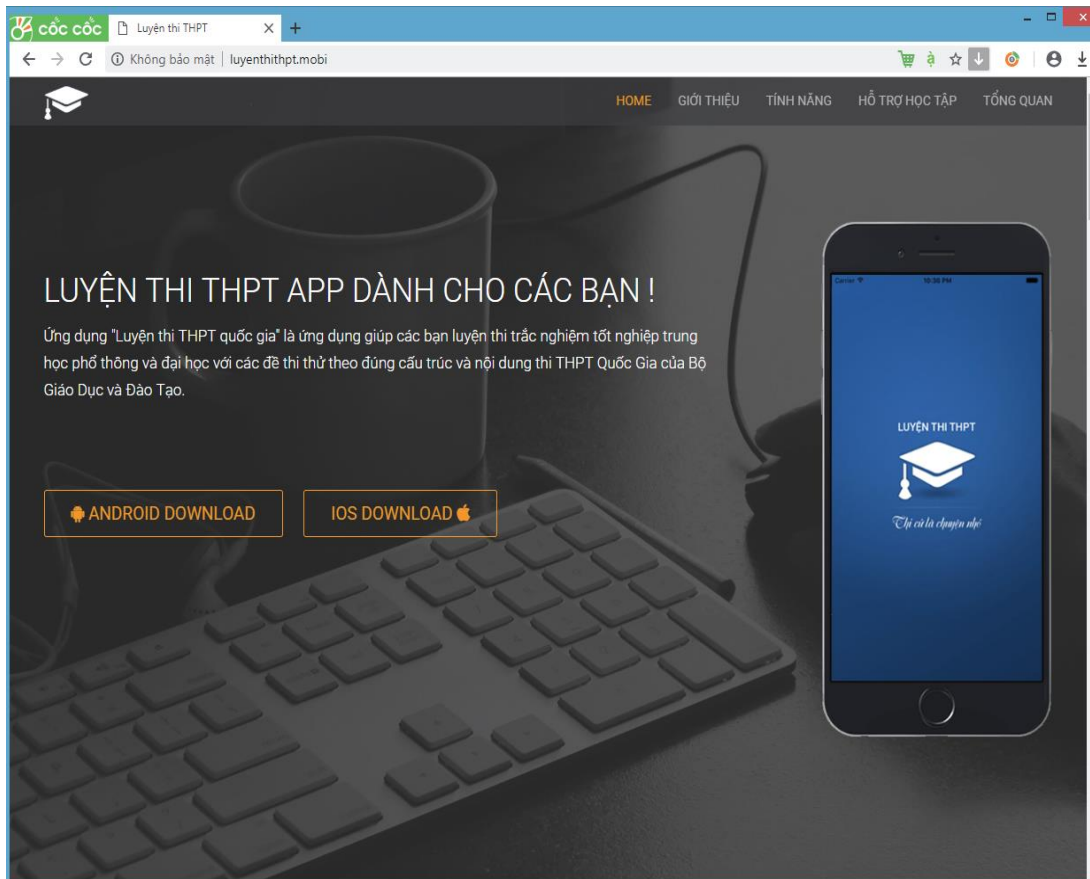 cốc cốc
Luyện thi THPT
Không bảo mật
luyenthithpt.mobi
à
HOME
GIỚI THIỆU
TÍNH NĂNG
HỖ TRỢ HỌC TẬP
TỔNG QUAN
LUYỆN THI THPT APP DÀNH CHO CÁC BẠN !
Ứng dụng "Luyện thi THPT quốc gia" là ứng dụng giúp các bạn luyện thi trắc nghiệm tốt nghiệp trung
học phổ thông và đại học với các đề thi thử theo đúng cấu trúc và nội dung thi THPT Quốc Gia của Bộ
Giáo Dục và Đào Tạo.
ANDROID DOWNLOAD
IOS DOWNLOAD
Carrier
10:36 PM
LUYỆN THI THPT
Thi cử là chuyện nhỏ